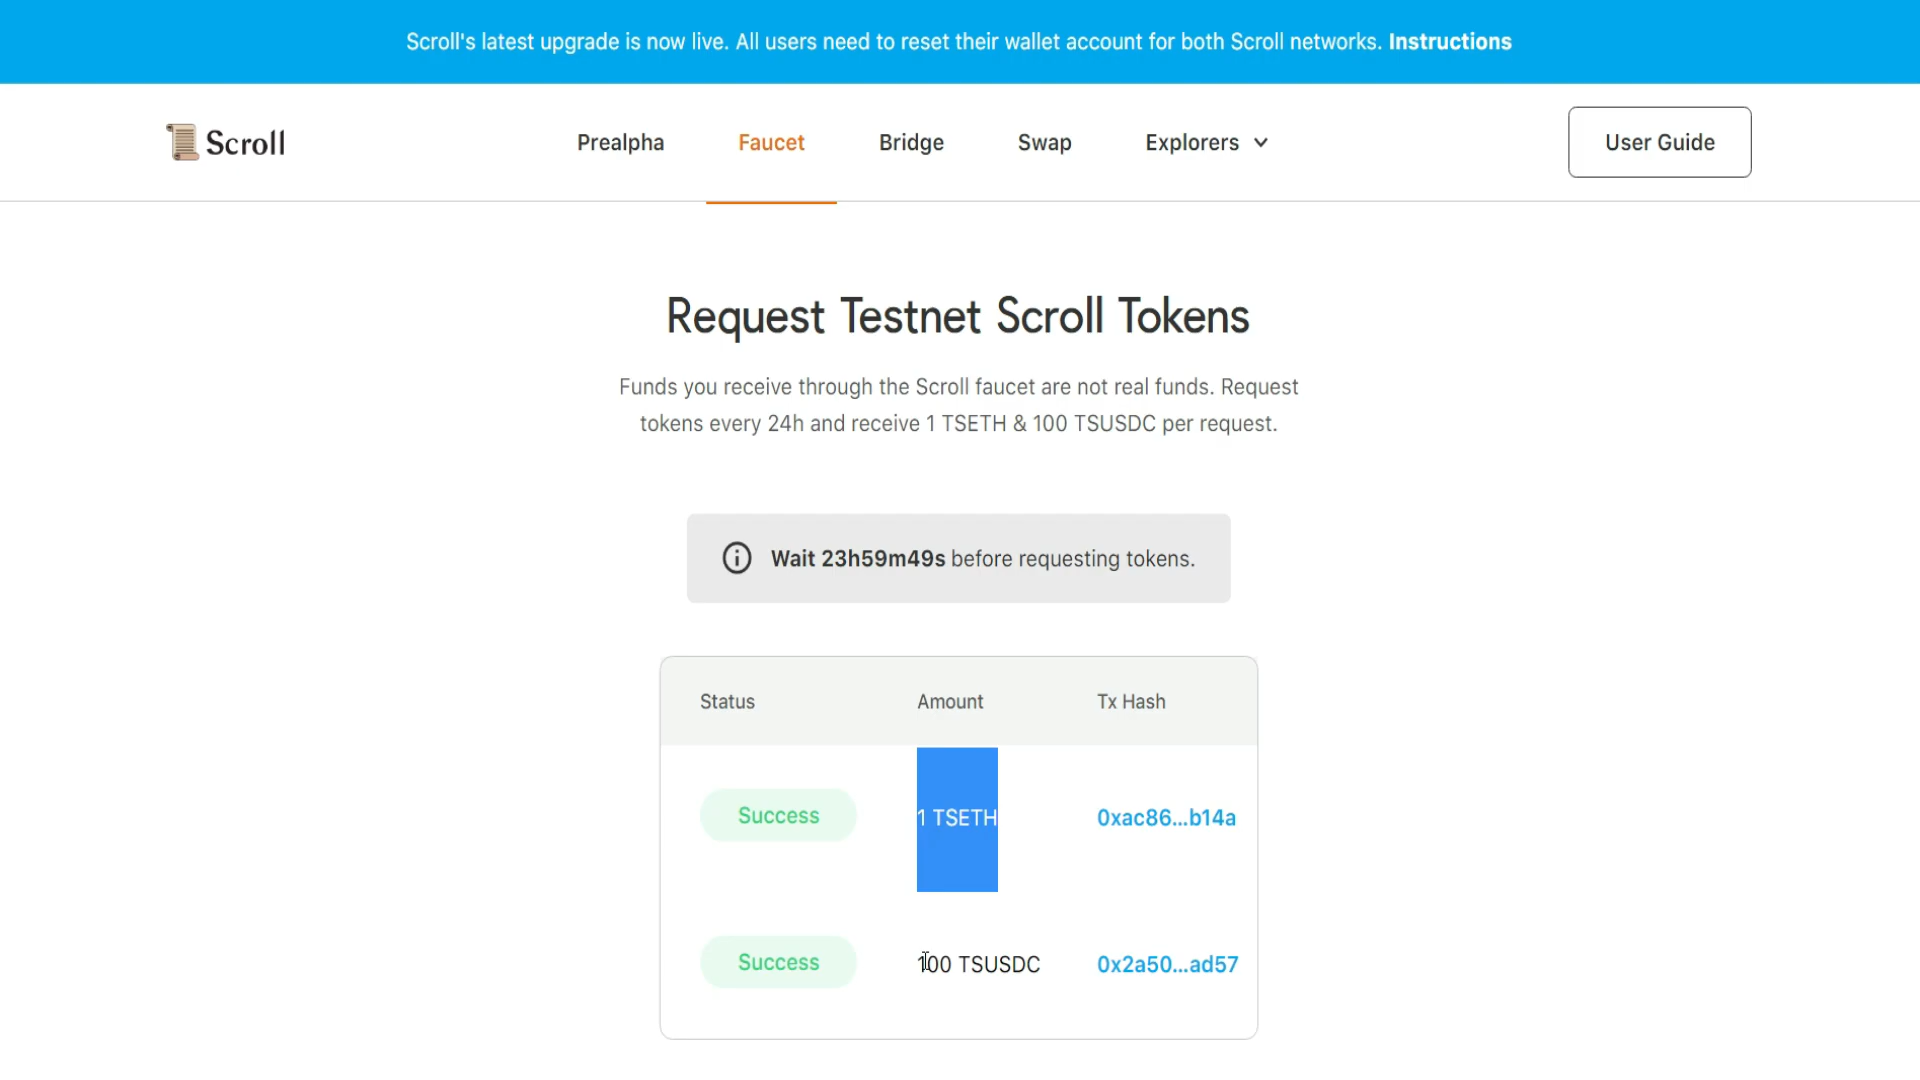 Scroll's latest upgrade is now live. All users need to reset their wallet account for both Scroll networks. Instructions
Scroll
Prealpha
Faucet
Bridge
Swap
Explorers
User Guide
Request Testnet Scroll Tokens
Funds you receive through the Scroll faucet are not real funds. Request
tokens every 24h and receive 1 TSETH & 100 TSUSDC per request.
Wait 23h59m49s before requesting tokens.
Status Amount Tx Hash
Success 1 TSETH 0xac86...b14a
Success 100 TSUSDC 0x2a50...ad57